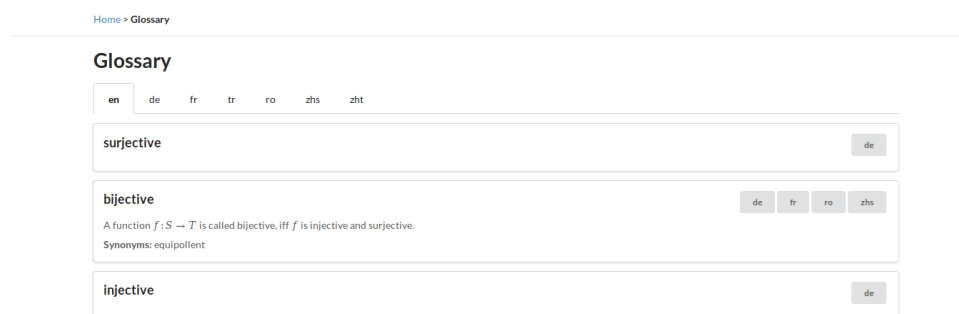 Home > Glossary
Glossary
en de fr tr ro zhs zht
surjective de
bijective de fr ro zhs
A function f : S → T is called bijective, iff f is injective and surjective.
Synonyms: equipollent
injective de